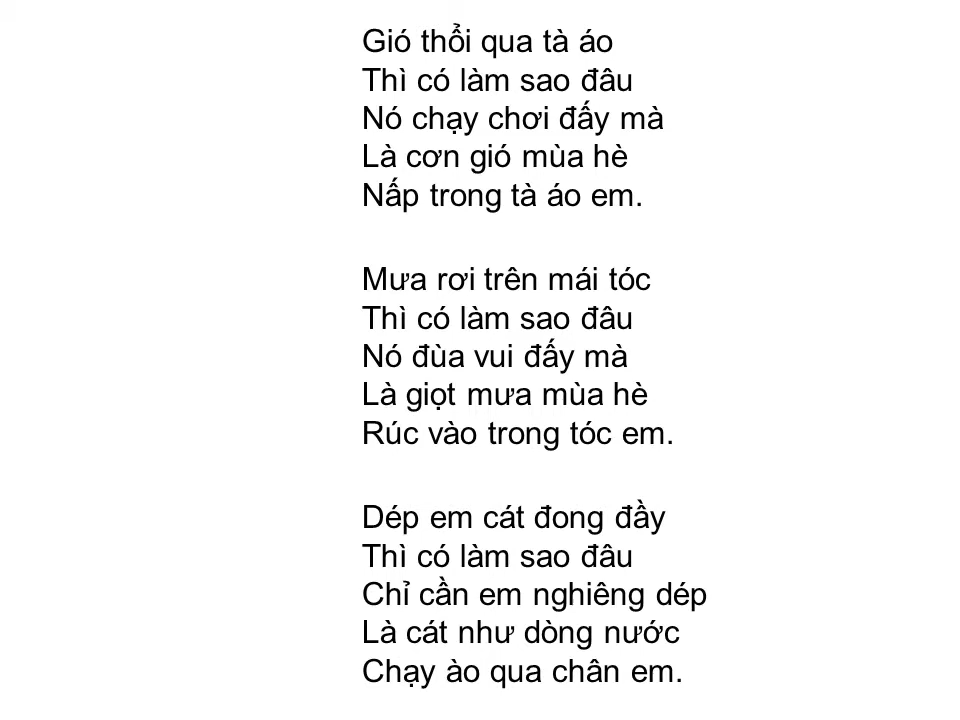 Gió thổi qua tà áo
Thì có làm sao đâu
Nó chạy chơi đấy mà
Là cơn gió mùa hè
Nấp trong tà áo em.
Mưa rơi trên mái tóc
Thì có làm sao đâu
Nó đùa vui đấy mà
Là giọt mưa mùa hè
Rúc vào trong tóc em.
Dép em cát đong đầy
Thì có làm sao đâu
Chỉ cần em nghiêng dép
Là cát như dòng nước
Chạy ào qua chân em.